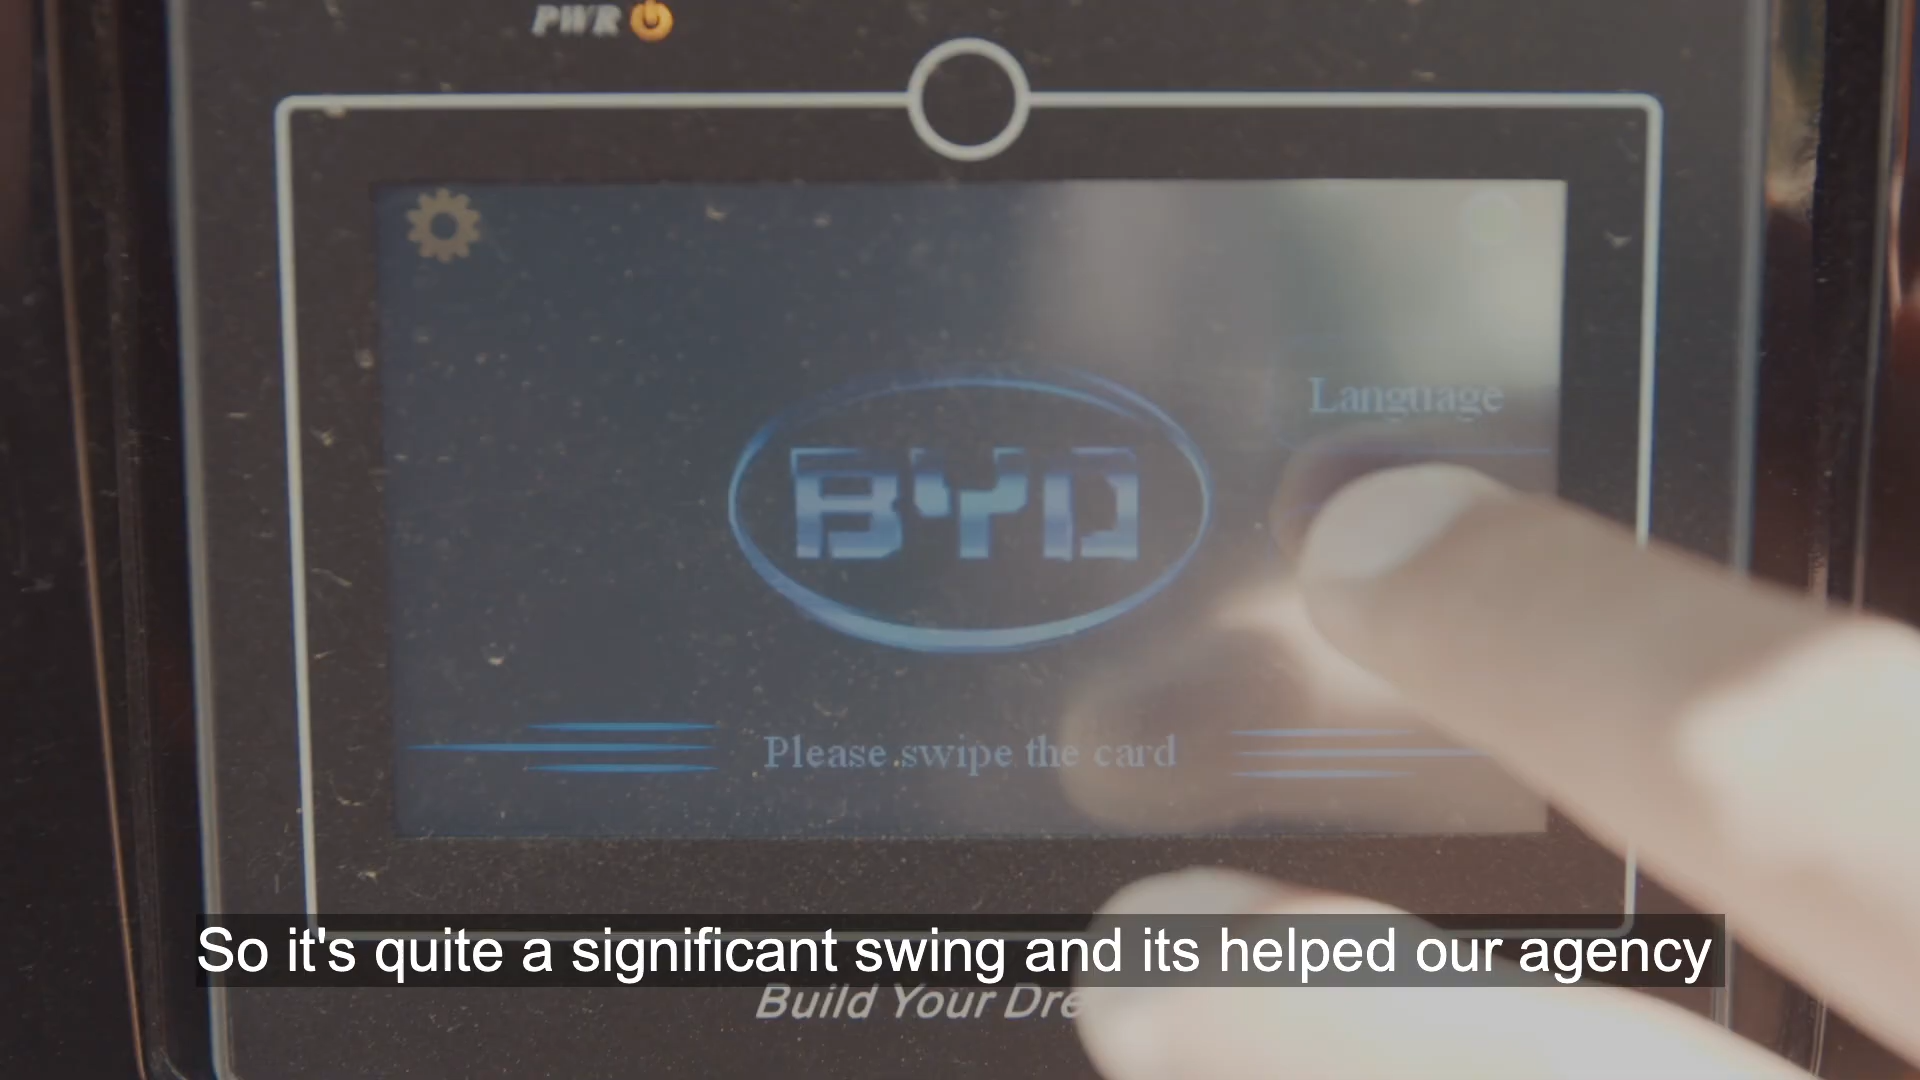 PWR
Language
BYD
Please swipe the card
So it's quite a significant swing and its helped our agency
Build Your